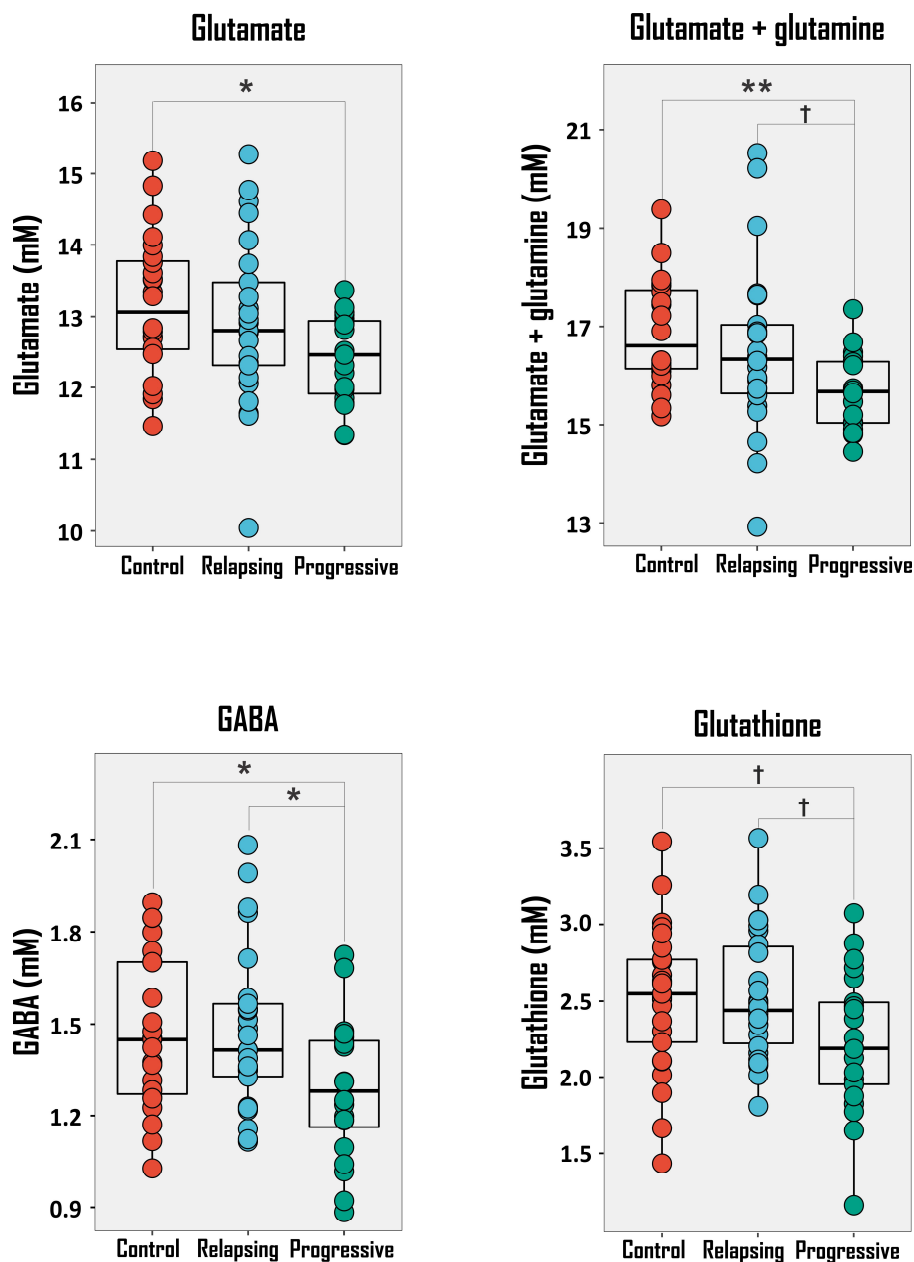 Glutamate
Glutamate (mM)
16
15
14
13
12
11
10
*
Control Relapsing Progressive
Glutamate + glutamine
Glutamate + glutamine (mM)
21
19
17
15
13
**
†
Control Relapsing Progressive
GABA
GABA (mM)
2.1
1.8
1.5
1.2
0.9
*
*
Control Relapsing Progressive
Glutathione
Glutathione (mM)
3.5
3.0
2.5
2.0
1.5
†
†
Control Relapsing Progressive